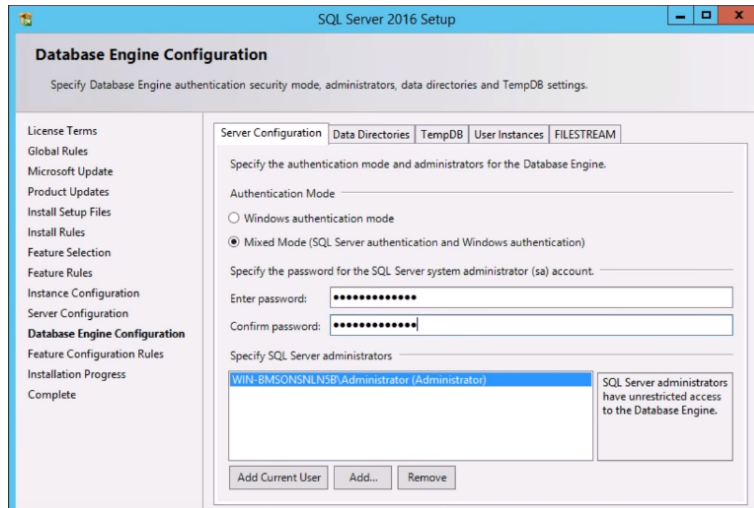 SQL Server 2016 Setup
Database Engine Configuration
Specify Database Engine authentication security mode, administrators, data directories and TempDB settings.
License Terms
Global Rules
Microsoft Update
Product Updates
Install Setup Files
Install Rules
Feature Selection
Feature Rules
Instance Configuration
Server Configuration
Database Engine Configuration
Feature Configuration Rules
Installation Progress
Complete
Server Configuration
Data Directories
TempDB
User Instances
FILESTREAM
Specify the authentication mode and administrators for the Database Engine.
Authentication Mode
Windows authentication mode
Mixed Mode (SQL Server authentication and Windows authentication)
Specify the password for the SQL Server system administrator (sa) account.
Enter password: •••••••••••••
Confirm password: •••••••••••••
Specify SQL Server administrators
WIN-BMSONSNLN5B\Administrator (Administrator)
SQL Server administrators
have unrestricted access
to the Database Engine.
Add Current User
Add...
Remove